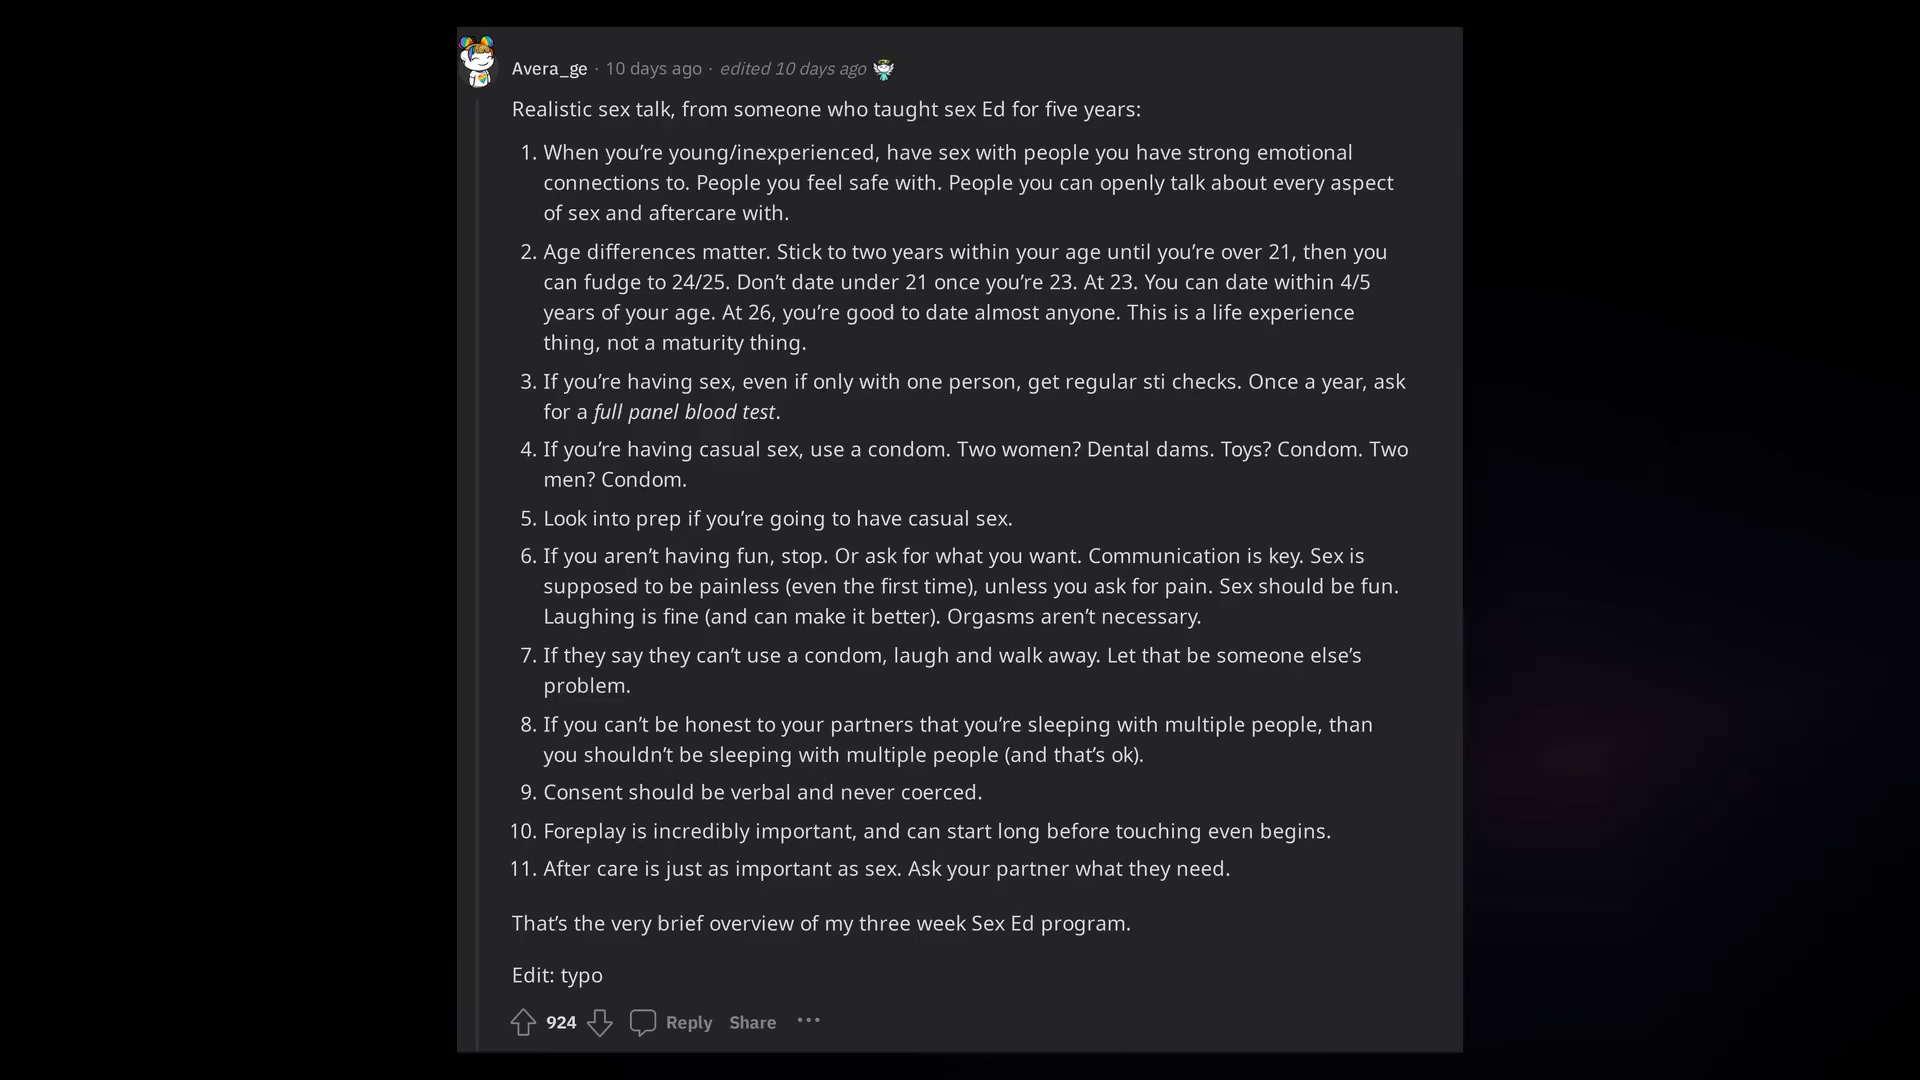 Avera_ge · 10 days ago · edited 10 days ago
Realistic sex talk, from someone who taught sex Ed for five years:
1. When you're young/inexperienced, have sex with people you have strong emotional
connections to. People you feel safe with. People you can openly talk about every aspect
of sex and aftercare with.
2. Age differences matter. Stick to two years within your age until you're over 21, then you
can fudge to 24/25. Don't date under 21 once you're 23. At 23. You can date within 4/5
years of your age. At 26, you're good to date almost anyone. This is a life experience
thing, not a maturity thing.
3. If you're having sex, even if only with one person, get regular sti checks. Once a year, ask
for a full panel blood test.
4. If you're having casual sex, use a condom. Two women? Dental dams. Toys? Condom. Two
men? Condom.
5. Look into prep if you're going to have casual sex.
6. If you aren't having fun, stop. Or ask for what you want. Communication is key. Sex is
supposed to be painless (even the first time), unless you ask for pain. Sex should be fun.
Laughing is fine (and can make it better). Orgasms aren't necessary.
7. If they say they can't use a condom, laugh and walk away. Let that be someone else's
problem.
8. If you can't be honest to your partners that you're sleeping with multiple people, than
you shouldn't be sleeping with multiple people (and that's ok).
9. Consent should be verbal and never coerced.
10. Foreplay is incredibly important, and can start long before touching even begins.
11. After care is just as important as sex. Ask your partner what they need.
That's the very brief overview of my three week Sex Ed program.
Edit: typo
924 Reply Share ···